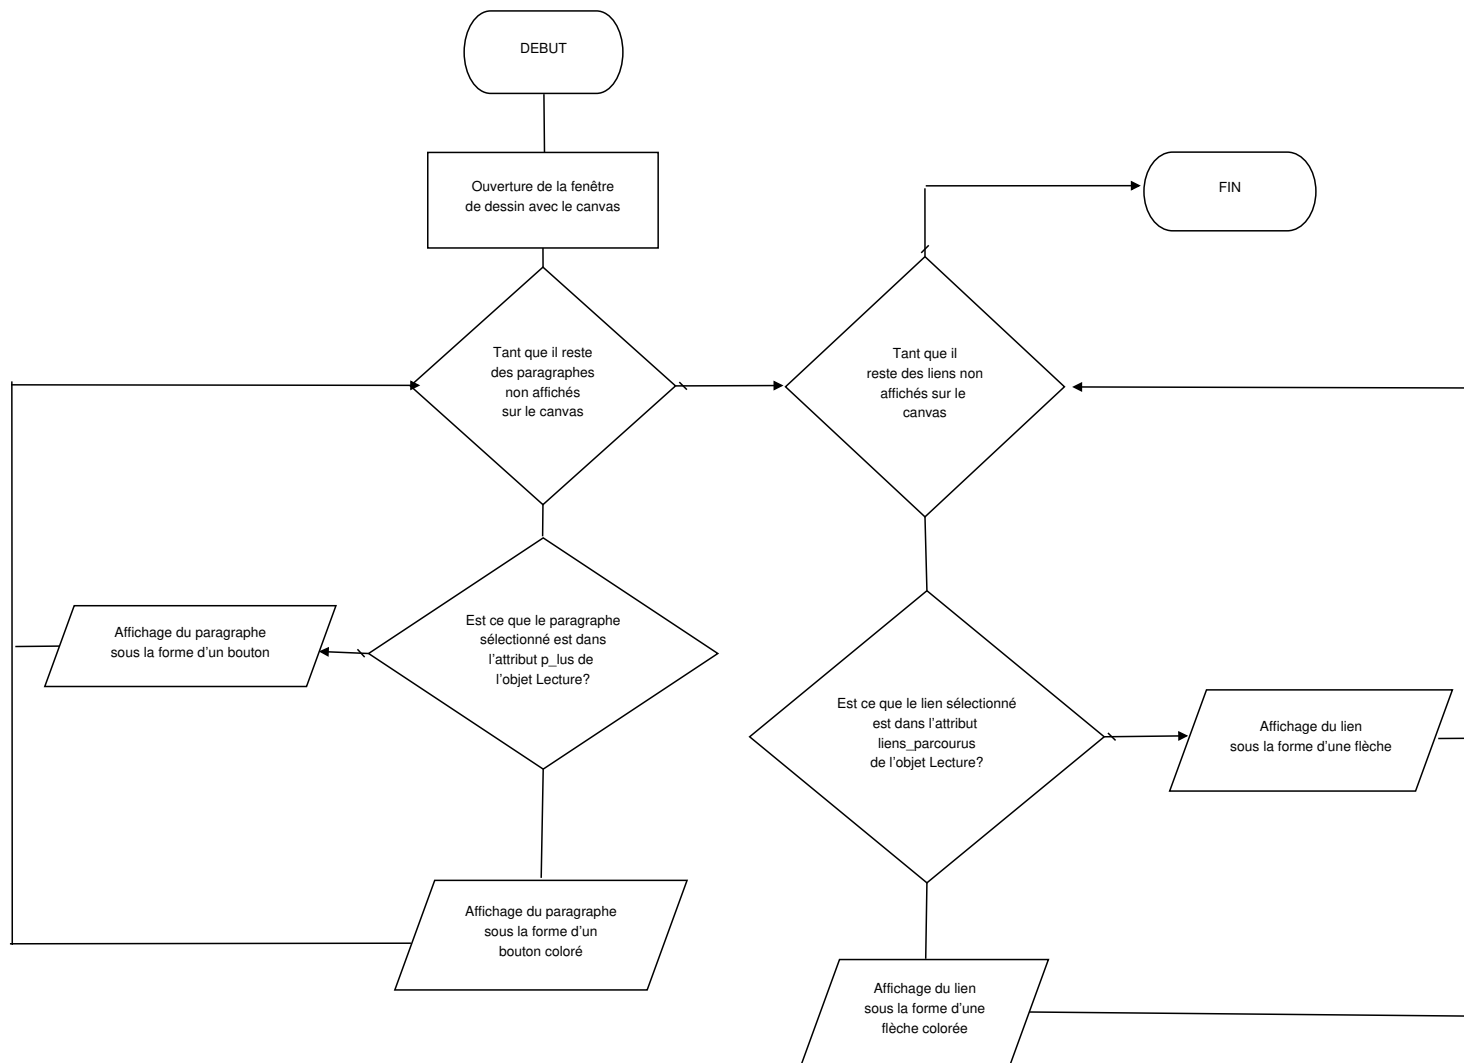 DEBUT
Ouverture de la fenêtre
de dessin avec le canvas
FIN
Tant que il reste
des paragraphes
non affichés
sur le canvas
Tant que il
reste des liens non
affichés sur le
canvas
Est ce que le paragraphe
sélectionné est dans
l'attribut p_lus de
l'objet Lecture?
Affichage du paragraphe
sous la forme d'un bouton
Est ce que le lien sélectionné
est dans l'attribut
liens_parcourus
de l'objet Lecture?
Affichage du lien
sous la forme d'une flèche
Affichage du paragraphe
sous la forme d'un
bouton coloré
Affichage du lien
sous la forme d'une
flèche colorée